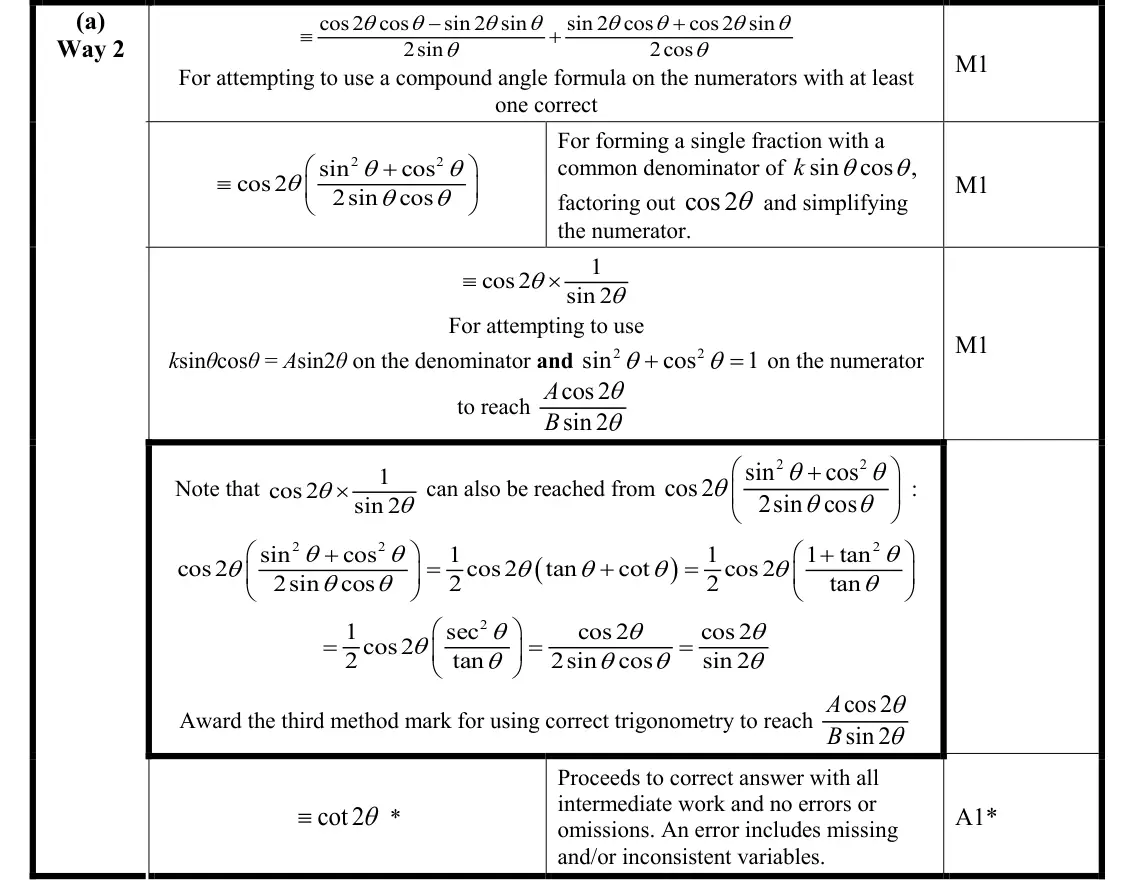 (a)
Way 2
≡ (cos 2θ cos θ − sin 2θ sin θ)/(2 sin θ) + (sin 2θ cos θ + cos 2θ sin θ)/(2 cos θ)
For attempting to use a compound angle formula on the numerators with at least
one correct
M1
≡ cos 2θ ((sin² θ + cos² θ)/(2 sin θ cos θ))
For forming a single fraction with a
common denominator of k sin θ cos θ,
factoring out cos 2θ and simplifying
the numerator.
M1
≡ cos 2θ × 1/(sin 2θ)
For attempting to use
ksinθcosθ = Asin2θ on the denominator and sin² θ + cos² θ = 1 on the numerator
to reach (A cos 2θ)/(B sin 2θ)
M1
Note that cos 2θ × 1/(sin 2θ) can also be reached from cos 2θ ((sin² θ + cos² θ)/(2 sin θ cos θ)) :
cos 2θ ((sin² θ + cos² θ)/(2 sin θ cos θ)) = 1/2 cos 2θ (tan θ + cot θ) = 1/2 cos 2θ ((1 + tan² θ)/(tan θ))
= 1/2 cos 2θ ((sec² θ)/(tan θ)) = (cos 2θ)/(2 sin θ cos θ) = (cos 2θ)/(sin 2θ)
Award the third method mark for using correct trigonometry to reach (A cos 2θ)/(B sin 2θ)
≡ cot 2θ *
Proceeds to correct answer with all
intermediate work and no errors or
omissions. An error includes missing
and/or inconsistent variables.
A1*